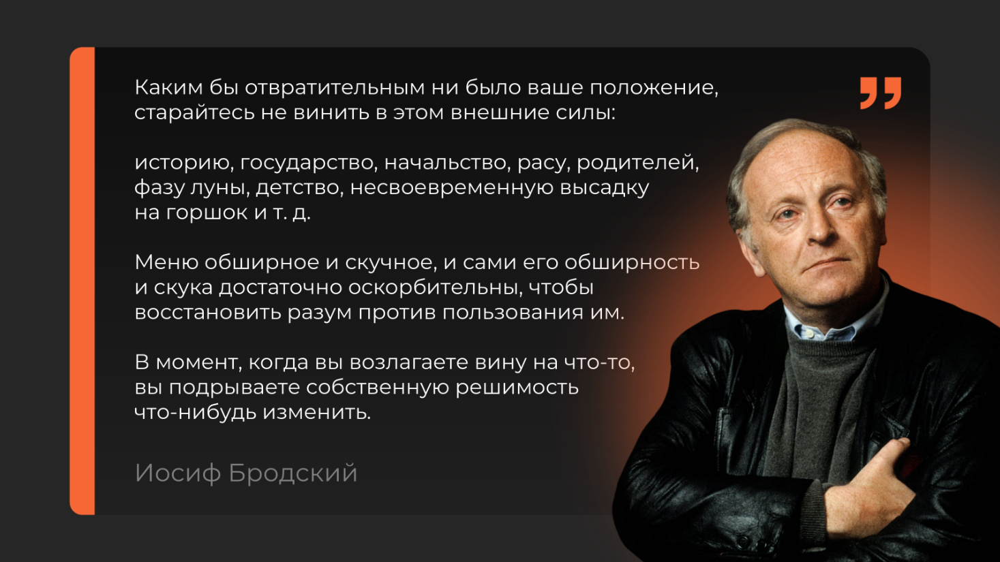 Каким бы отвратительным ни было ваше положение,
старайтесь не винить в этом внешние силы:
историю, государство, начальство, расу, родителей,
фазу луны, детство, несвоевременную высадку
на горшок и т. д.
Меню обширное и скучное, и сами его обширность
и скука достаточно оскорбительны, чтобы
восстановить разум против пользования им.
В момент, когда вы возлагаете вину на что-то,
вы подрываете собственную решимость
что-нибудь изменить.
Иосиф Бродский